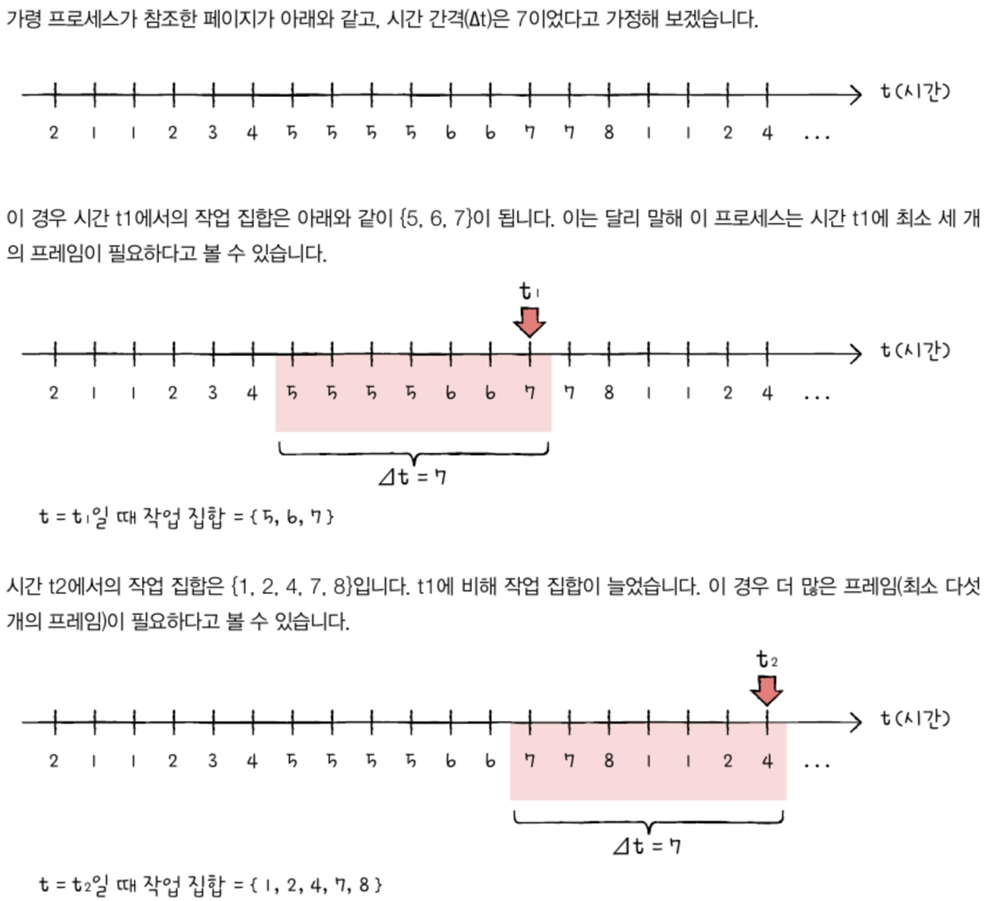 가령 프로세스가 참조한 페이지가 아래와 같고, 시간 간격(Δt)은 7이었다고 가정해 보겠습니다.
t(시간)
2 1 1 2 3 4 5 5 5 5 6 6 7 7 8 1 1 2 4 ...
이 경우 시간 t1에서의 작업 집합은 아래와 같이 {5, 6, 7}이 됩니다. 이는 달리 말해 이 프로세스는 시간 t1에 최소 세 개
의 프레임이 필요하다고 볼 수 있습니다.
t₁
t(시간)
2 1 1 2 3 4 5 5 5 5 6 6 7 7 8 1 1 2 4 ...
Δt = 7
t = t₁일 때 작업 집합 = { 5, 6, 7 }
시간 t2에서의 작업 집합은 {1, 2, 4, 7, 8}입니다. t1에 비해 작업 집합이 늘었습니다. 이 경우 더 많은 프레임(최소 다섯
개의 프레임)이 필요하다고 볼 수 있습니다.
t₂
t(시간)
2 1 1 2 3 4 5 5 5 5 6 6 7 7 8 1 1 2 4 ...
Δt = 7
t = t₂일 때 작업 집합 = { 1, 2, 4, 7, 8 }